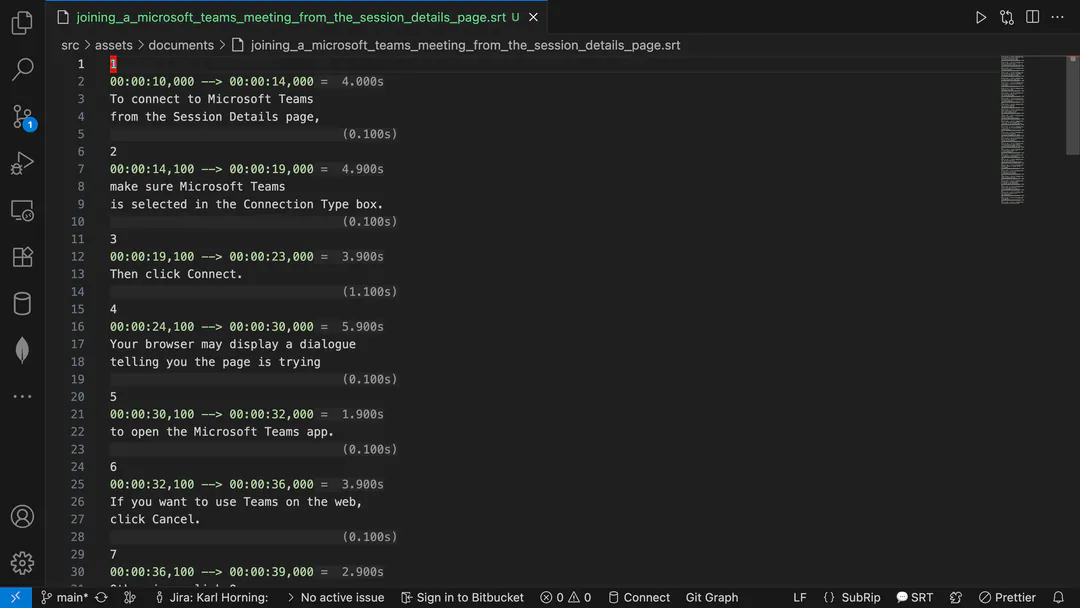 joining_a_microsoft_teams_meeting_from_the_session_details_page.srt U
src > assets > documents > joining_a_microsoft_teams_meeting_from_the_session_details_page.srt
1 1
2 00:00:10,000 --> 00:00:14,000 = 4.000s
3 To connect to Microsoft Teams
4 from the Session Details page,
5 (0.100s)
6 2
7 00:00:14,100 --> 00:00:19,000 = 4.900s
8 make sure Microsoft Teams
9 is selected in the Connection Type box.
10 (0.100s)
11 3
12 00:00:19,100 --> 00:00:23,000 = 3.900s
13 Then click Connect.
14 (1.100s)
15 4
16 00:00:24,100 --> 00:00:30,000 = 5.900s
17 Your browser may display a dialogue
18 telling you the page is trying
19 (0.100s)
20 5
21 00:00:30,100 --> 00:00:32,000 = 1.900s
22 to open the Microsoft Teams app.
23 (0.100s)
24 6
25 00:00:32,100 --> 00:00:36,000 = 3.900s
26 If you want to use Teams on the web,
27 click Cancel.
28 (0.100s)
29 7
30 00:00:36,100 --> 00:00:39,000 = 2.900s
1
main* Jira: Karl Horning: > No active issue Sign in to Bitbucket 0 0 Connect Git Graph LF {} SubRip SRT Prettier